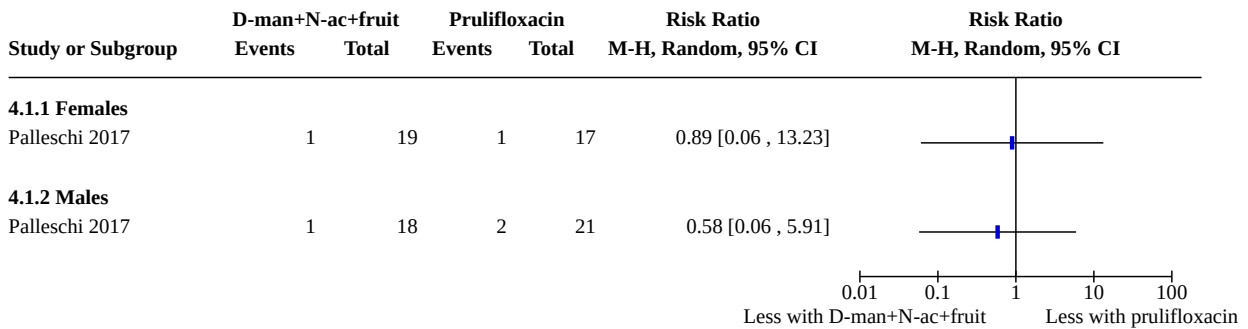 D-man+N-ac+fruit Prulifloxacin Risk Ratio Risk Ratio
Study or Subgroup Events Total Events Total M-H, Random, 95% CI M-H, Random, 95% CI
4.1.1 Females
Palleschi 2017 1 19 1 17 0.89 [0.06 , 13.23]
4.1.2 Males
Palleschi 2017 1 18 2 21 0.58 [0.06 , 5.91]
0.01 0.1 1 10 100
Less with D-man+N-ac+fruit Less with prulifloxacin